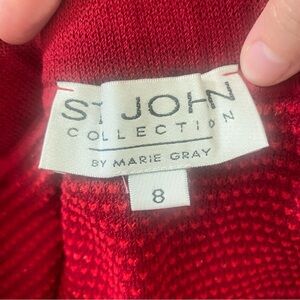 ST JOHN
COLLECTION
BY MARIE GRAY
8